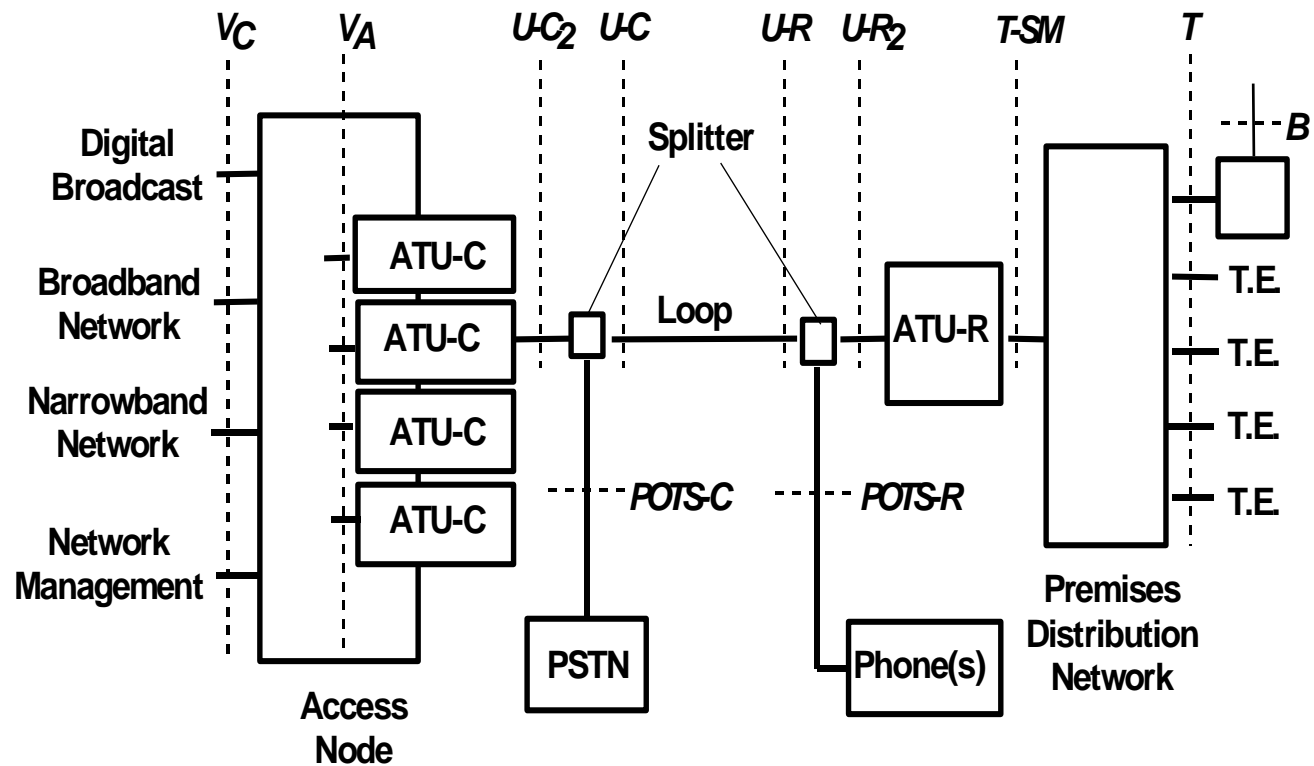 VC VA U-C2 U-C U-R U-R2 T-SM T
B
Splitter
Digital
Broadcast
ATU-C
Broadband
Network
ATU-C
Loop
ATU-R
T.E.
T.E.
Narrowband
Network
ATU-C
T.E.
POTS-C
POTS-R
T.E.
ATU-C
Network
Management
PSTN
Phone(s)
Premises
Distribution
Network
Access
Node